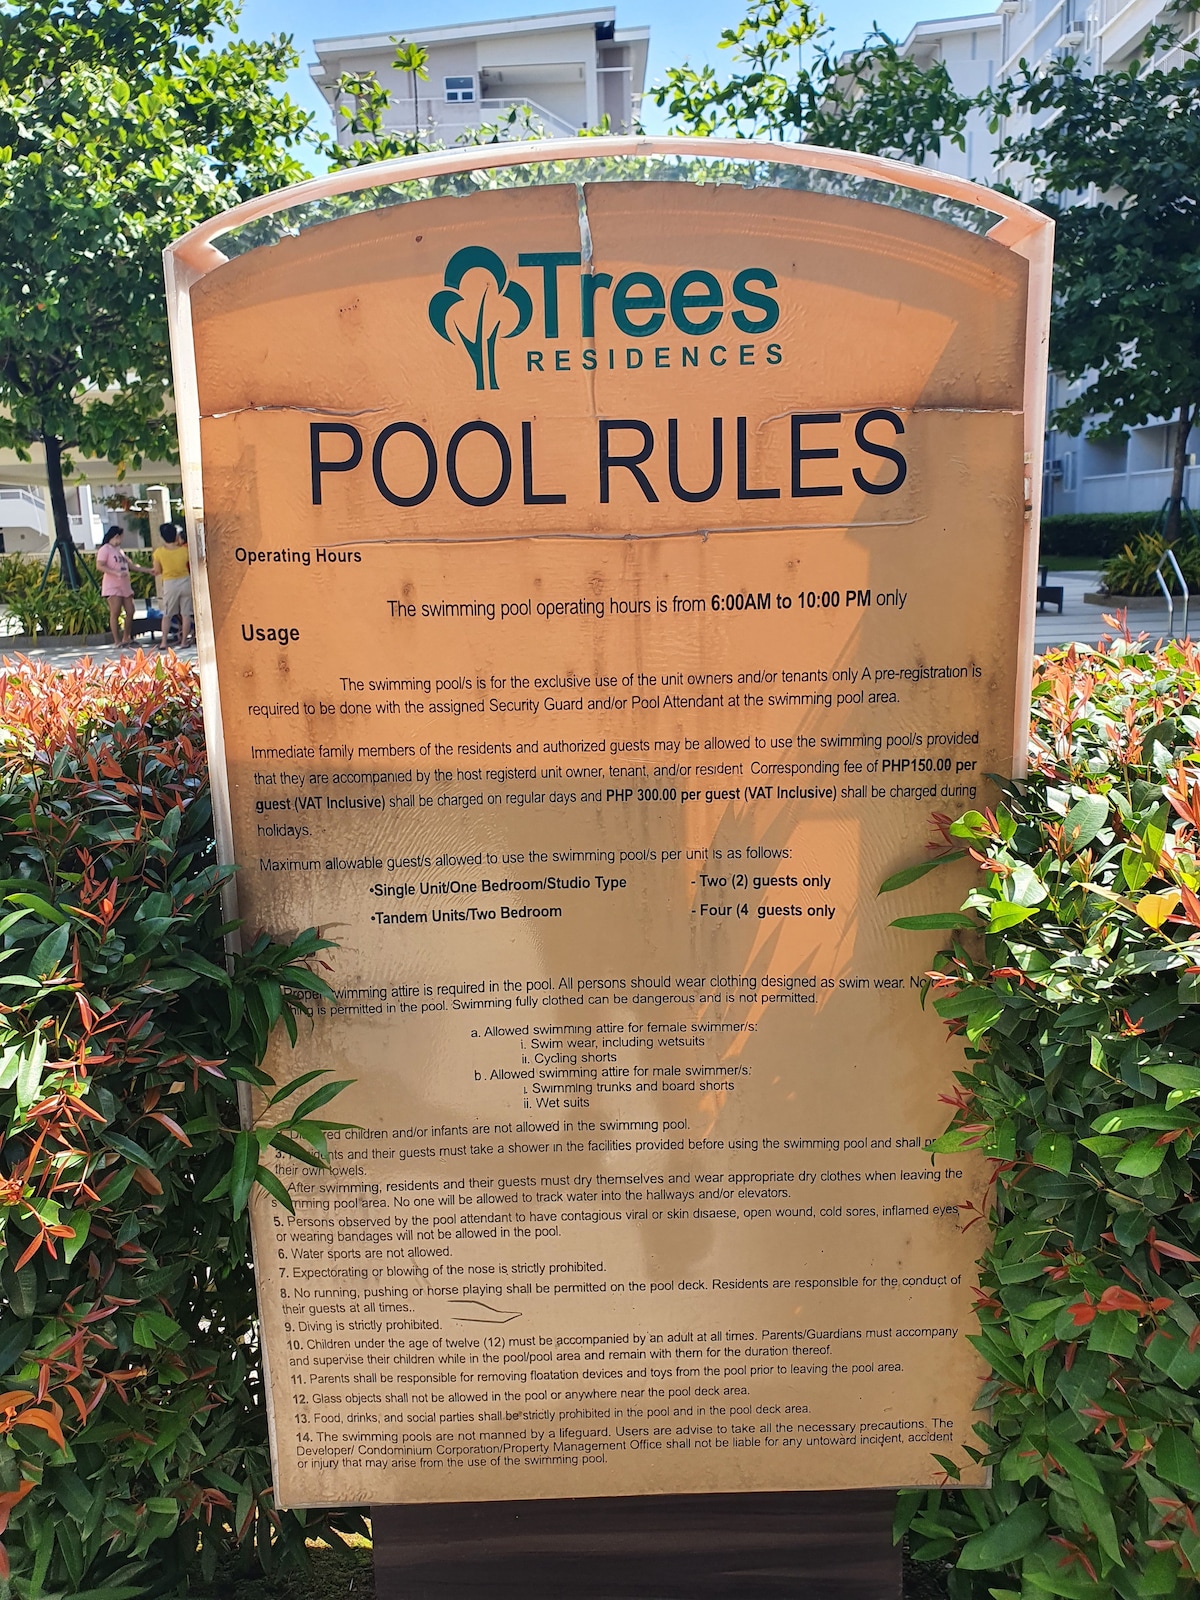 Trees
RESIDENCES
POOL RULES
Operating Hours
The swimming pool operating hours is from 6:00AM to 10:00 PM only
Usage
The swimming pool/s is for the exclusive use of the unit owners and/or tenants only A pre-registration is
required to be done with the assigned Security Guard and/or Pool Attendant at the swimming pool area.
Immediate family members of the residents and authorized guests may be allowed to use the swimming pool/s provided
that they are accompanied by the host registerd unit owner, tenant, and/or resident Corresponding fee of PHP150.00 per
guest (VAT Inclusive) shall be charged on regular days and PHP 300.00 per guest (VAT Inclusive) shall be charged during
holidays.
Maximum allowable guest/s allowed to use the swimming pool/s per unit is as follows:
•Single Unit/One Bedroom/Studio Type - Two (2) guests only
•Tandem Units/Two Bedroom - Four (4 guests only
Proper swimming attire is required in the pool. All persons should wear clothing designed as swim wear. No
is permitted in the pool. Swimming fully clothed can be dangerous and is not permitted.
a. Allowed swimming attire for female swimmer/s:
i. Swim wear, including wetsuits
ii. Cycling shorts
b. Allowed swimming attire for male swimmer/s:
i. Swimming trunks and board shorts
ii. Wet suits
children and/or infants are not allowed in the swimming pool.
3. Residents and their guests must take a shower in the facilities provided before using the swimming pool and shall
their own towels.
After swimming, residents and their guests must dry themselves and wear appropriate dry clothes when leaving the
swimming pool area. No one will be allowed to track water into the hallways and/or elevators.
5. Persons observed by the pool attendant to have contagious viral or skin disaese, open wound, cold sores, inflamed eyes,
or wearing bandages will not be allowed in the pool.
6. Water sports are not allowed.
7. Expectorating or blowing of the nose is strictly prohibited.
8. No running, pushing or horse playing shall be permitted on the pool deck. Residents are responsible for the conduct of
their guests at all times..
9. Diving is strictly prohibited.
10. Children under the age of twelve (12) must be accompanied by an adult at all times. Parents/Guardians must accompany
and supervise their children while in the pool/pool area and remain with them for the duration thereof.
11. Parents shall be responsible for removing floatation devices and toys from the pool prior to leaving the pool area.
12. Glass objects shall not be allowed in the pool or anywhere near the pool deck area.
13. Food, drinks, and social parties shall be strictly prohibited in the pool and in the pool deck area.
14. The swimming pools are not manned by a lifeguard. Users are advise to take all the necessary precautions. The
Developer/ Condominium Corporation/Property Management Office shall not be liable for any untoward incident, accident
or injury that may arise from the use of the swimming pool.